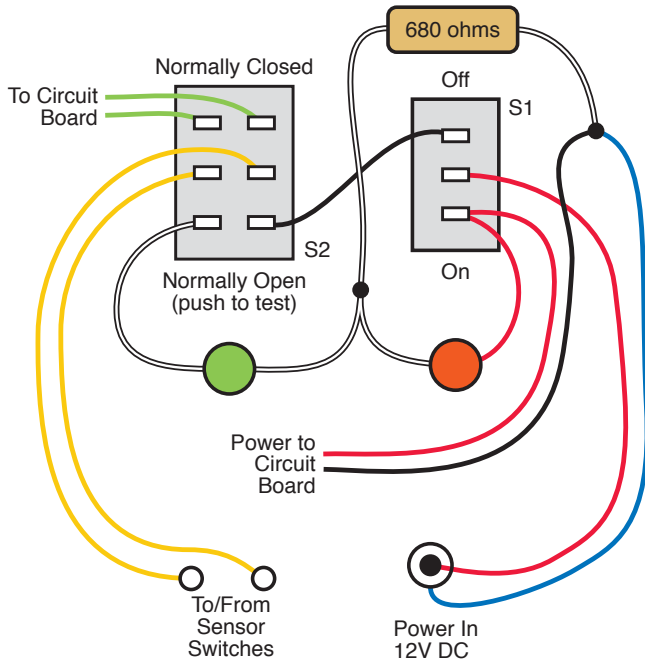 680 ohms
Normally Closed
Off
To Circuit
Board
S1
S2
Normally Open
(push to test)
On
Power to
Circuit
Board
To/From
Sensor
Switches
Power In
12V DC